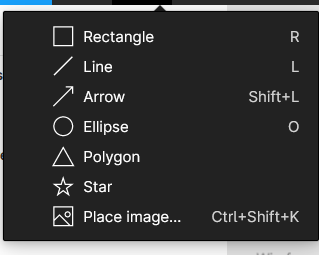 Rectangle R
Line L
Arrow Shift+L
Ellipse O
Polygon
Star
Place image... Ctrl+Shift+K